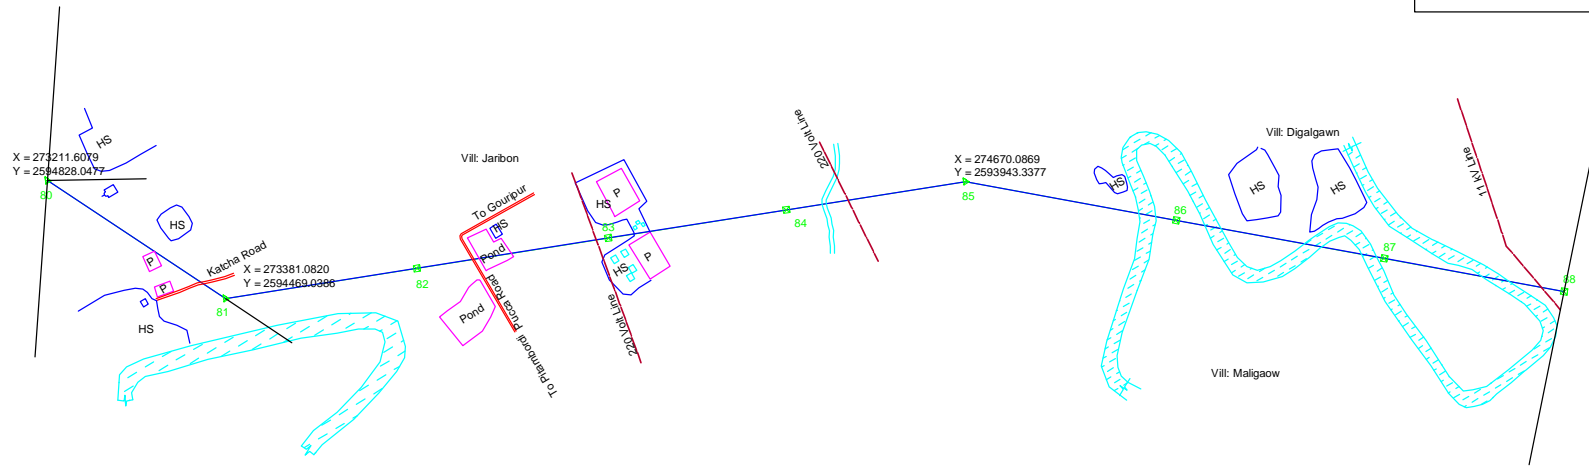 X = 273211.6079
Y = 2594828.0477
80
HS
HS
P
P
Katcha Road
HS
X = 273381.0820
Y = 2594469.0386
81
82
Vill: Jaribon
To Gouripur
HS
Pond
Pond
To Pitambordi Pucca Road
83
HS
P
HS
P
220 Volt Line
84
220 Volt Line
X = 274670.0869
Y = 2593943.3377
85
HS
86
Vill: Digalgawn
HS
HS
87
11 kV Line
88
Vill: Maligaow